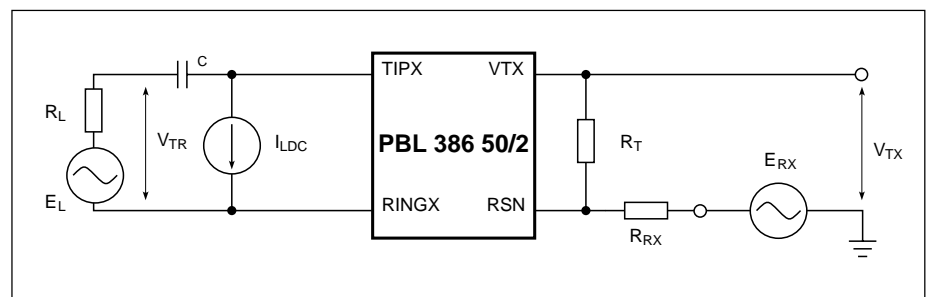 C
TIPX VTX
R_L
V_TR
I_LDC
PBL 386 50/2
R_T
E_RX
V_TX
E_L
RINGX RSN
R_RX